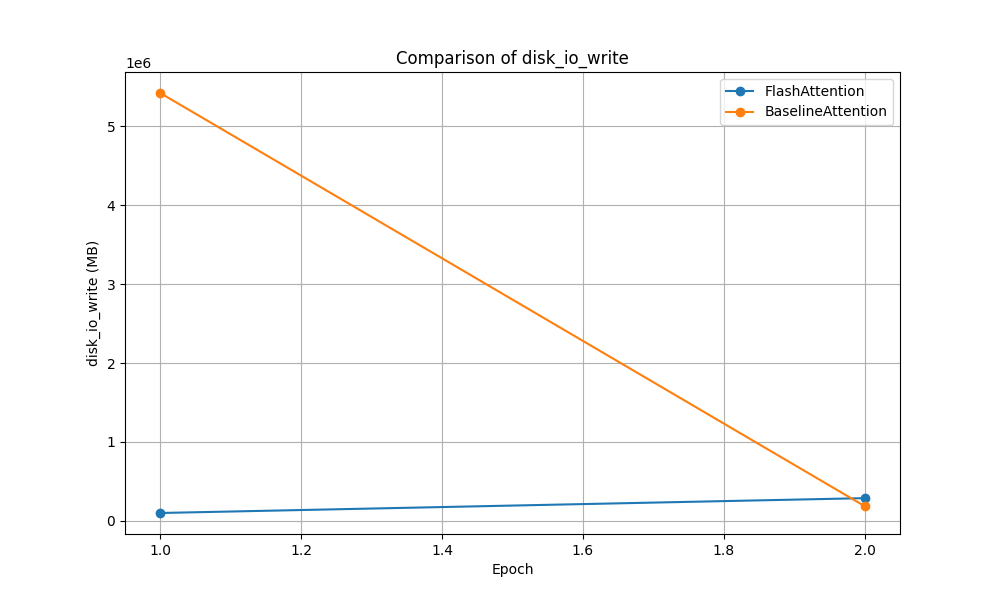 Comparison of disk_io_write
1e6
FlashAttention
BaselineAttention
5
4
3
2
1
0
disk_io_write (MB)
1.0 1.2 1.4 1.6 1.8 2.0
Epoch